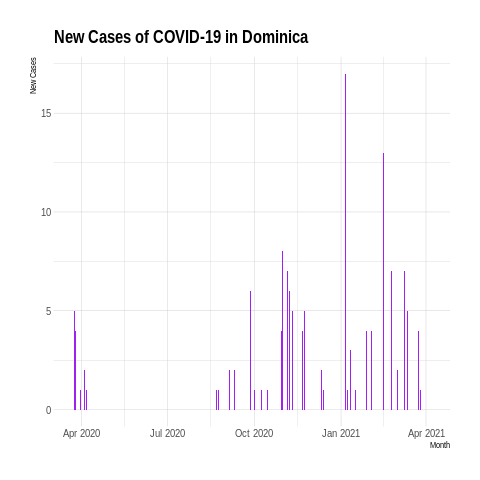 New Cases of COVID-19 in Dominica
New Cases
15
10
5
0
Apr 2020 Jul 2020 Oct 2020 Jan 2021 Apr 2021
Month